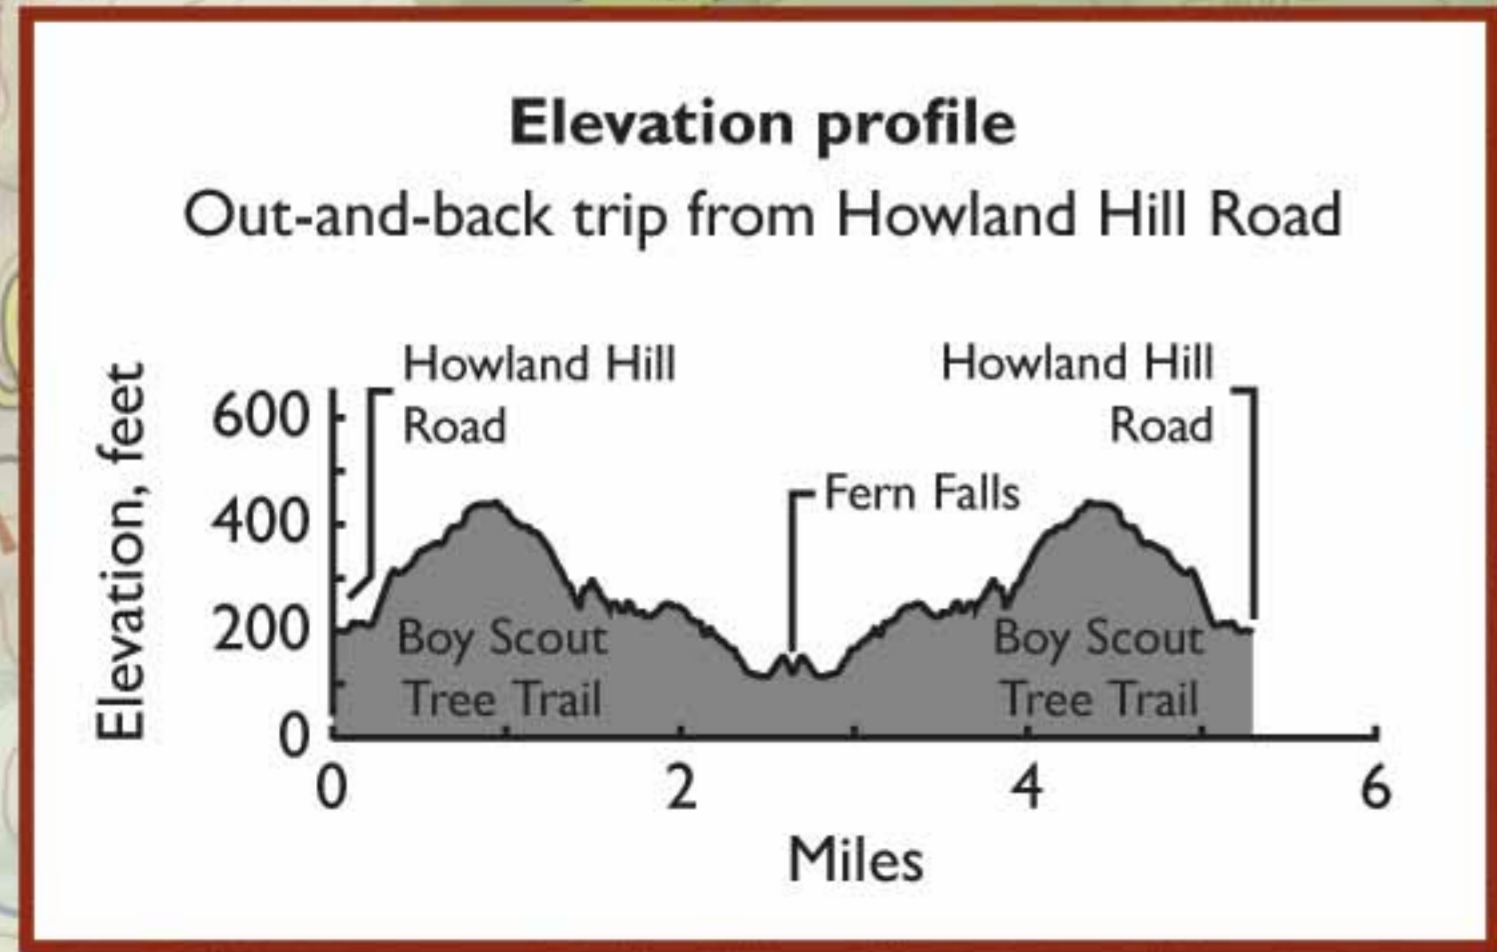 Elevation profile
Out-and-back trip from Howland Hill Road
Howland Hill
Road
Howland Hill
Road
Fern Falls
Elevation, feet
600
400
200
0
Boy Scout
Tree Trail
Boy Scout
Tree Trail
0 2 4 6
Miles